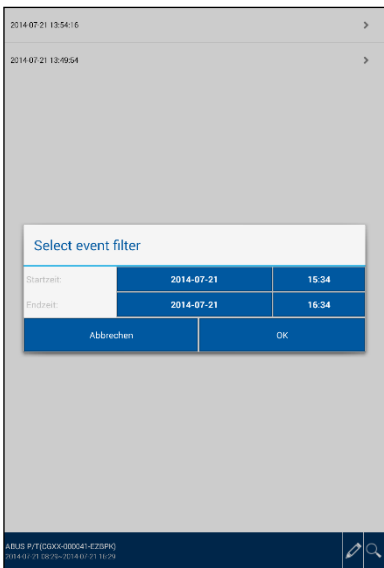 2014-07-21 13:54:16
2014-07-21 13:49:54
Select event filter
Startzeit: 2014-07-21 15:34
Endzeit: 2014-07-21 16:34
Abbrechen OK
ABUS P/T(CGXX-000041-EZBPK)
2014-07-21 08:29~2014-07-21 16:29